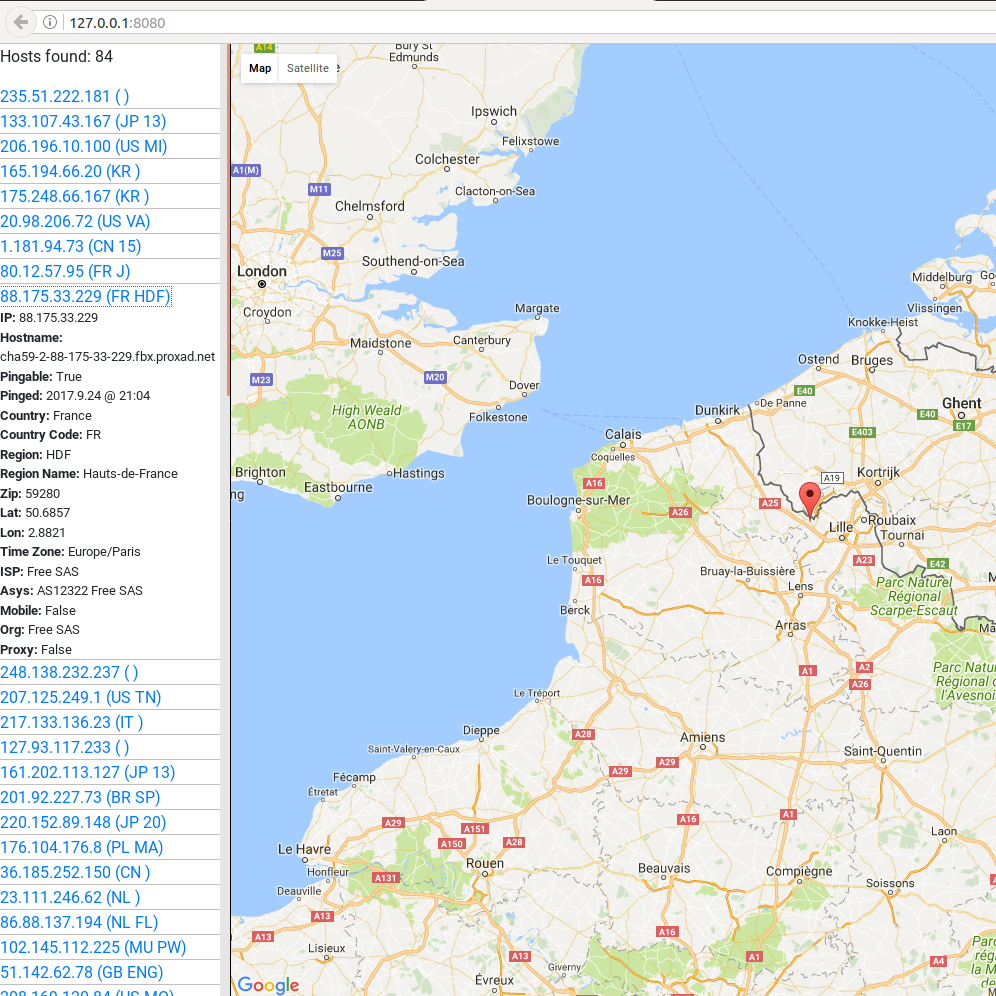 127.0.0.1:8080
Hosts found: 84
235.51.222.181 ( )
133.107.43.167 (JP 13)
206.196.10.100 (US MI)
165.194.66.20 (KR )
175.248.66.167 (KR )
20.98.206.72 (US VA)
1.181.94.73 (CN 15)
80.12.57.95 (FR J)
88.175.33.229 (FR HDF)
IP: 88.175.33.229
Hostname:
cha59-2-88-175-33-229.fbx.proxad.net
Pingable: True
Pinged: 2017.9.24 @ 21:04
Country: France
Country Code: FR
Region: HDF
Region Name: Hauts-de-France
Zip: 59280
Lat: 50.6857
Lon: 2.8821
Time Zone: Europe/Paris
ISP: Free SAS
Asys: AS12322 Free SAS
Mobile: False
Org: Free SAS
Proxy: False
248.138.232.237 ( )
207.125.249.1 (US TN)
217.133.136.23 (IT )
127.93.117.233 ( )
161.202.113.127 (JP 13)
201.92.227.73 (BR SP)
220.152.89.148 (JP 20)
176.104.176.8 (PL MA)
36.185.252.150 (CN )
23.111.246.62 (NL )
86.88.137.194 (NL FL)
102.145.112.225 (MU PW)
51.142.62.78 (GB ENG)
Map
Satellite
A14
Bury St
Edmunds
Ipswich
Felixstowe
A1(M)
Colchester
M11
Clacton-on-Sea
Chelmsford
M25
Southend-on-Sea
London
Middelburg
Go
Croydon
Margate
Vlissingen
Knokke-Heist
Maidstone
Canterbury
Ostend
Bruges
M23
M20
Dover
E40
De Panne
Ghent
High Weald
AONB
Folkestone
Dunkirk
E40
E17
Calais
E403
Coquelles
Brighton
Hastings
Kortrijk
A16
A19
Eastbourne
ng
Boulogne-sur-Mer
A25
A26
Lille
Roubaix
Tournai
Le Touquet
A23
E42
Bruay-la-Buissière
A16
Lens
Parc Naturel
Régional
Scarpe-Escaut
Berck
Arras
Ma
A1
A2
A26
Parc Natu
Régional d
l'Avesnoi
Le Tréport
Dieppe
A28
Amiens
Saint-Valery-en-Caux
Saint-Quentin
A29
A29
Fécamp
Étretat
A29
A151
A16
A1
Laon
A150
A28
Le Havre
Rouen
Honfleur
A131
Beauvais
Compiègne
Soissons
Deauville
A13
A13
A16
Lisieux
A13
A1
Parc
Ré
la M
de
A4
Giverny
Évreux
Google